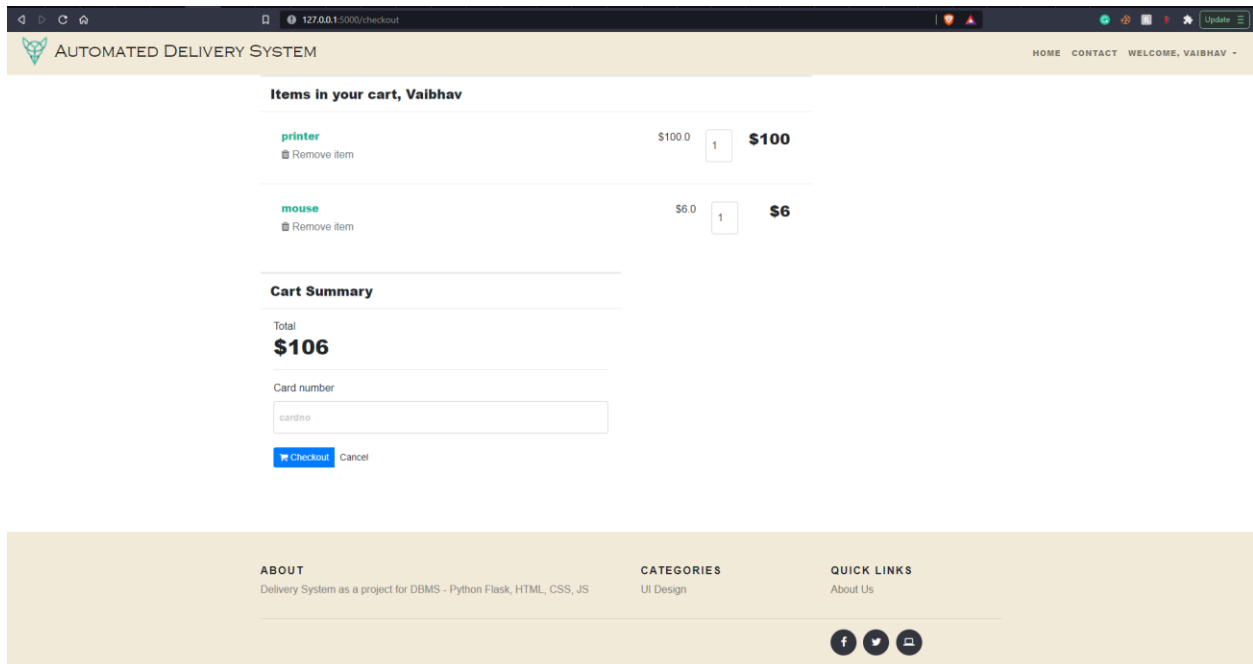 127.0.0.1:5000/checkout
Update
AUTOMATED DELIVERY SYSTEM
HOME CONTACT WELCOME, VAIBHAV
Items in your cart, Vaibhav
printer $100.0 1 $100
Remove item
mouse $6.0 1 $6
Remove item
Cart Summary
Total
$106
Card number
cardno
Checkout Cancel
ABOUT CATEGORIES QUICK LINKS
Delivery System as a project for DBMS - Python Flask, HTML, CSS, JS UI Design About Us